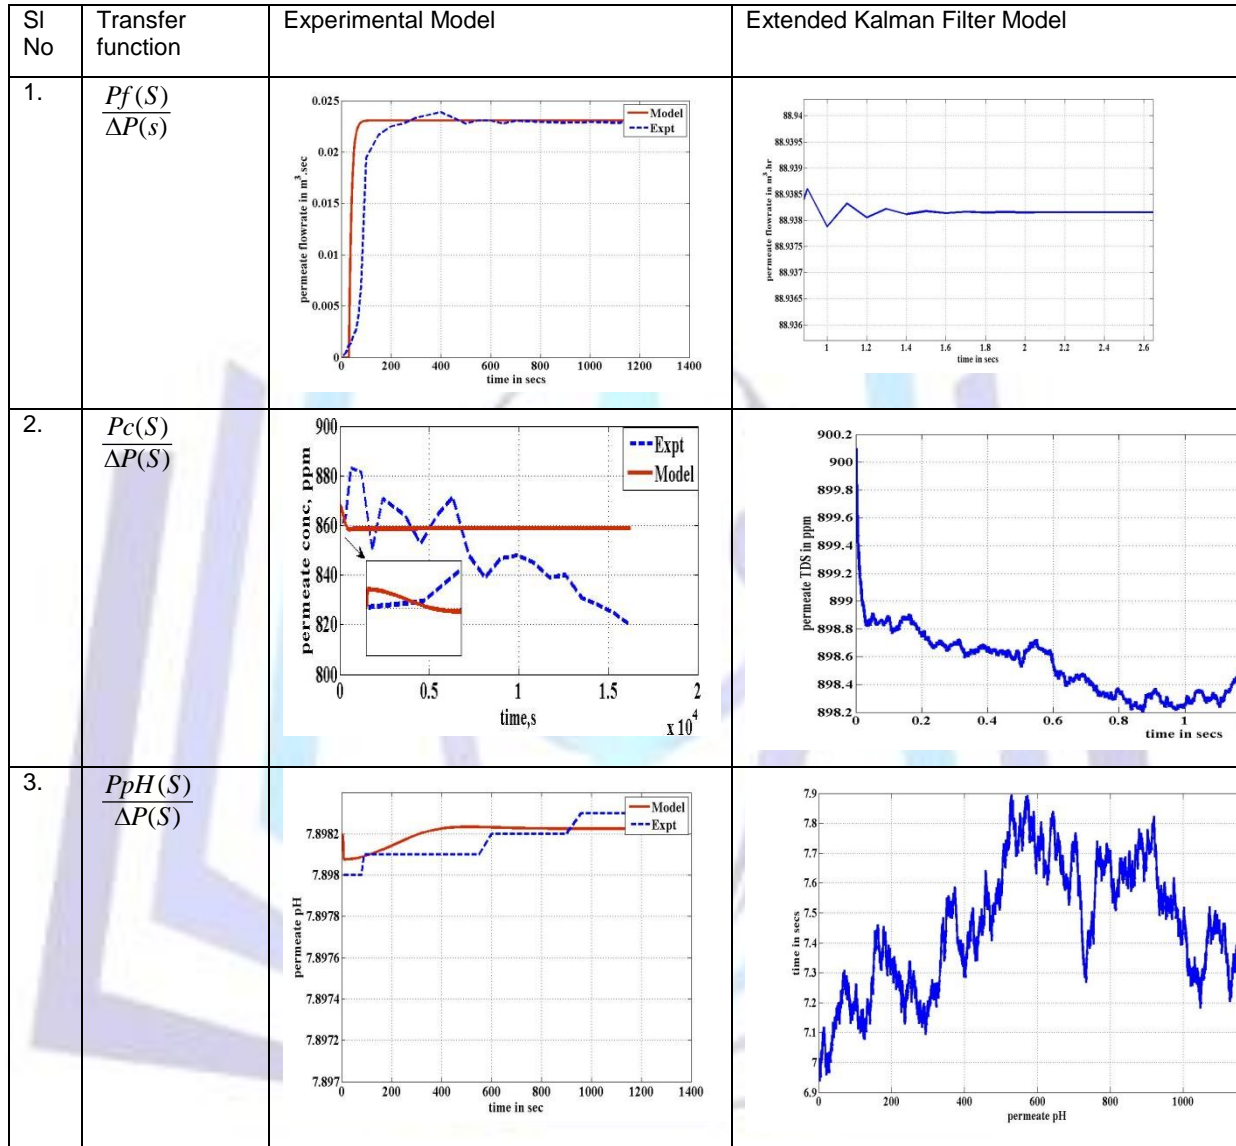 Sl No
Transfer function
Experimental Model
Extended Kalman Filter Model
1.
Pf(S)
ΔP(s)
0.025
0.02
0.015
0.01
0.005
0
permeate flowrate in m³.sec
Model
Expt
0 200 400 600 800 1000 1200 1400
time in secs
88.94
88.9395
88.939
88.9385
88.938
88.9375
88.937
88.9365
88.936
permeate flowrate in m³.hr
1 1.2 1.4 1.6 1.8 2 2.2 2.4 2.6
time in secs
2.
Pc(S)
ΔP(S)
900
880
860
840
820
800
permeate conc, ppm
Expt
Model
0 0.5 1 1.5 2
time,s
x 10⁴
900.2
900
899.8
899.6
899.4
899.2
899
898.8
898.6
898.4
898.2
permeate TDS in ppm
0 0.2 0.4 0.6 0.8 1
time in secs
3.
PpH(S)
ΔP(S)
7.8982
7.898
7.8978
7.8976
7.8974
7.8972
7.897
permeate pH
Model
Expt
0 200 400 600 800 1000 1200 1400
time in sec
7.9
7.8
7.7
7.6
7.5
7.4
7.3
7.2
7.1
7
6.9
time in secs
0 200 400 600 800 1000
permeate pH